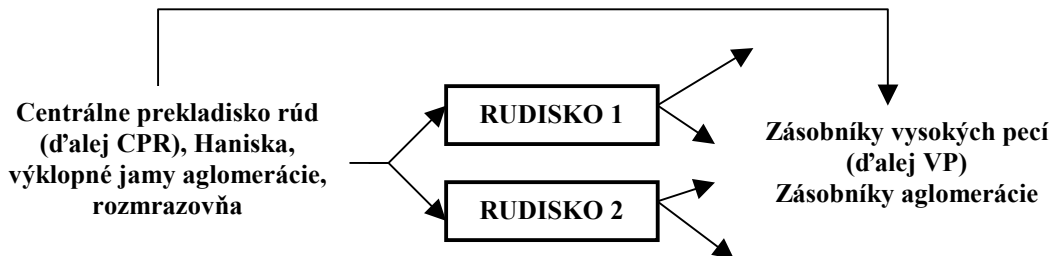 Centrálne prekladisko rúd
(ďalej CPR), Haniska,
výklopné jamy aglomerácie,
rozmrazovňa
RUDISKO 1
RUDISKO 2
Zásobníky vysokých pecí
(ďalej VP)
Zásobníky aglomerácie